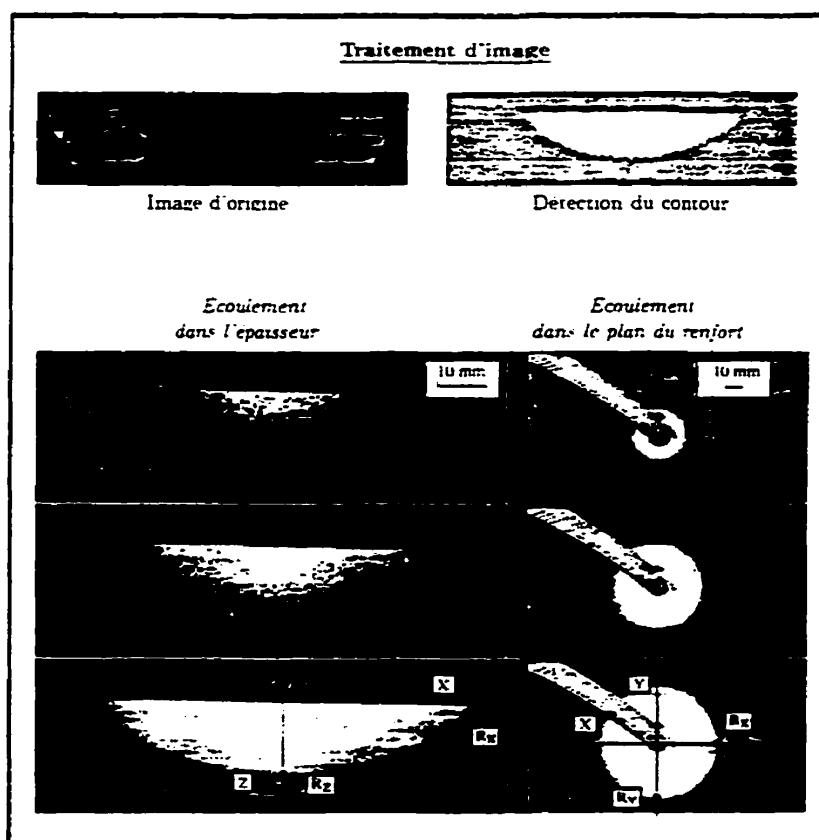 Traitement d'image
Image d'origine
Détection du contour
Ecoulement
dans l'épaisseur
Ecoulement
dans le plan du renfort
10 mm
10 mm
X
Rx
Z
Rz
Y
X
Rx
Ry